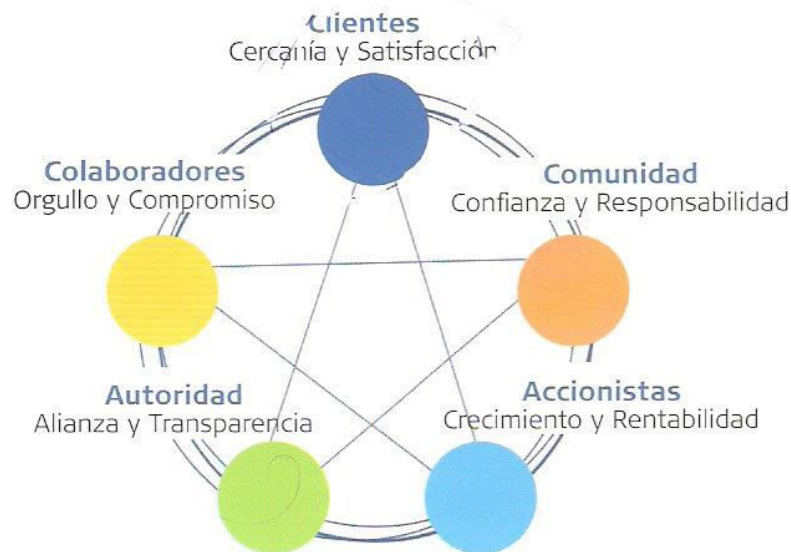 Clientes
Cercanía y Satisfacción
Colaboradores
Orgullo y Compromiso
Comunidad
Confianza y Responsabilidad
Autoridad
Alianza y Transparencia
Accionistas
Crecimiento y Rentabilidad